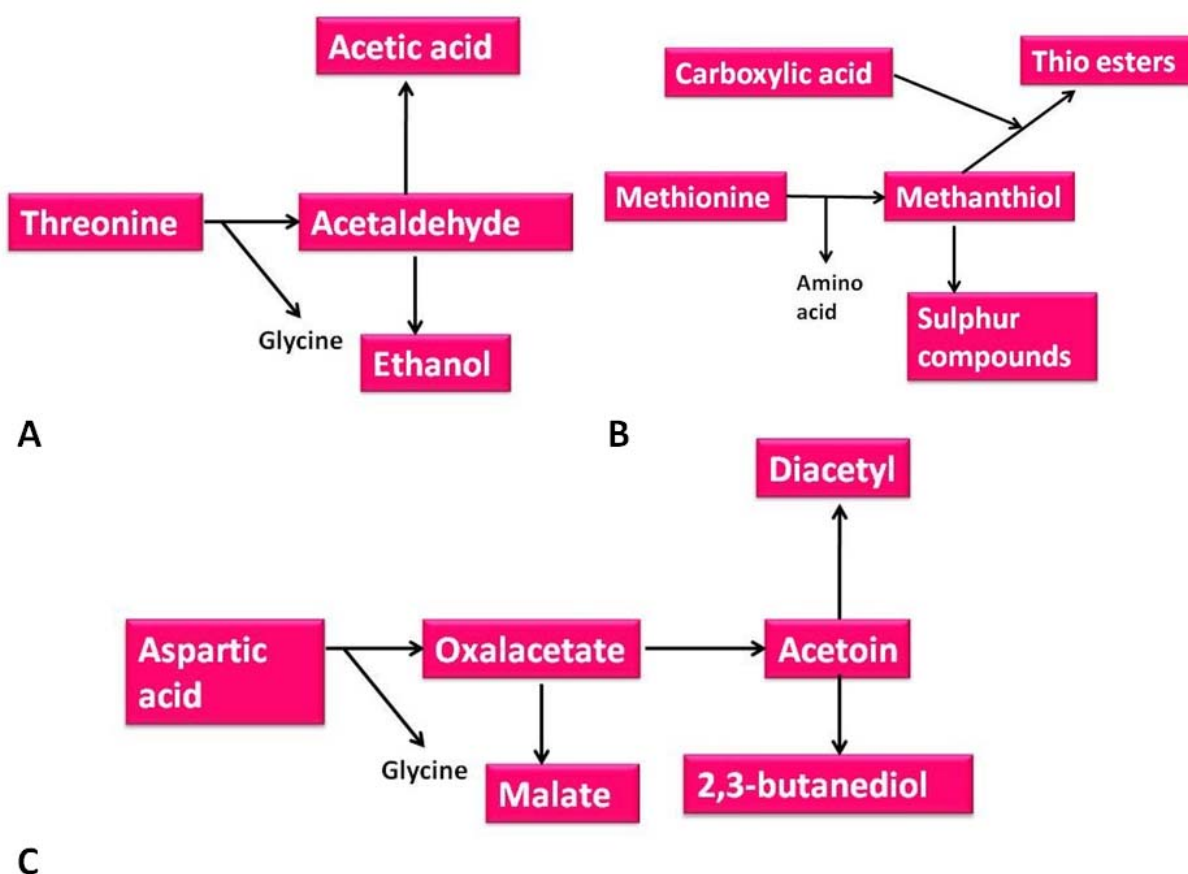 Acetic acid
Threonine
Acetaldehyde
Glycine
Ethanol
A
Carboxylic acid
Thio esters
Methionine
Methanthiol
Amino
acid
Sulphur
compounds
B
Diacetyl
Aspartic
acid
Oxalacetate
Acetoin
Glycine
Malate
2,3-butanediol
C